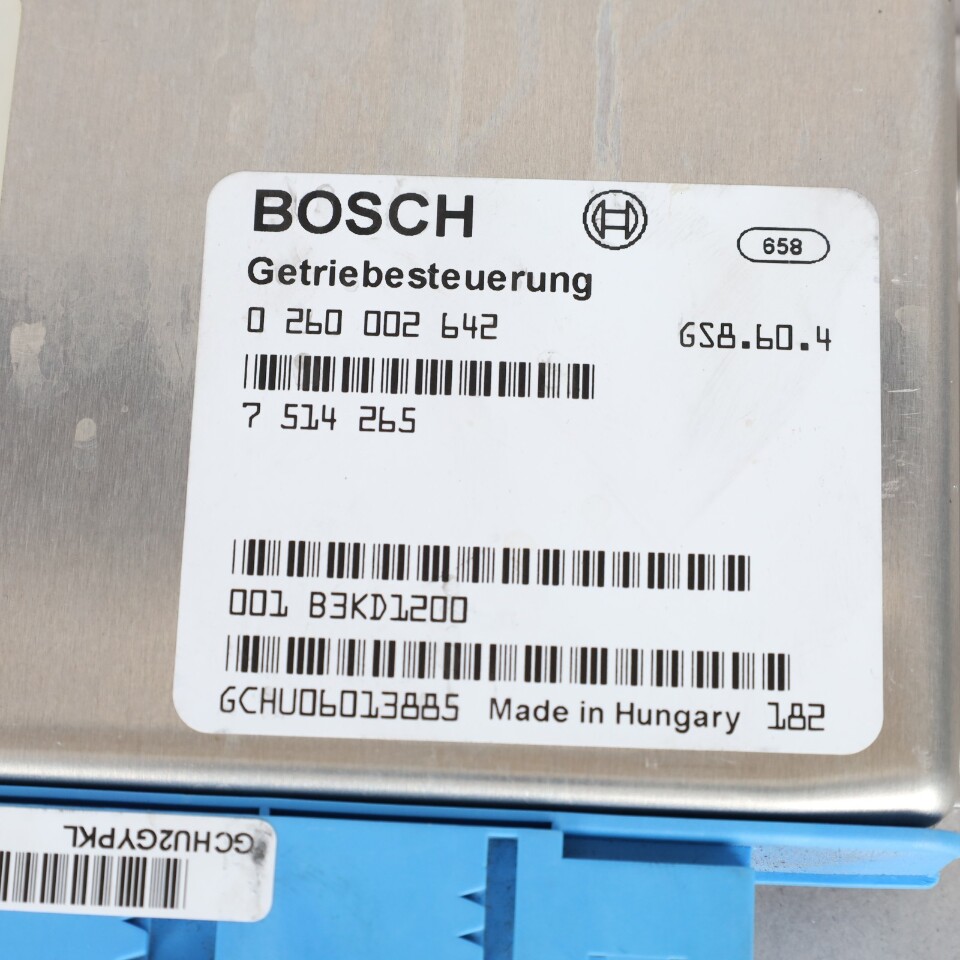 BOSCH
658
Getriebesteuerung
0 260 002 642
GS8.60.4
7 514 265
001 B3KD1200
GCHU06013885 Made in Hungary 182
GCHU2GYPKL